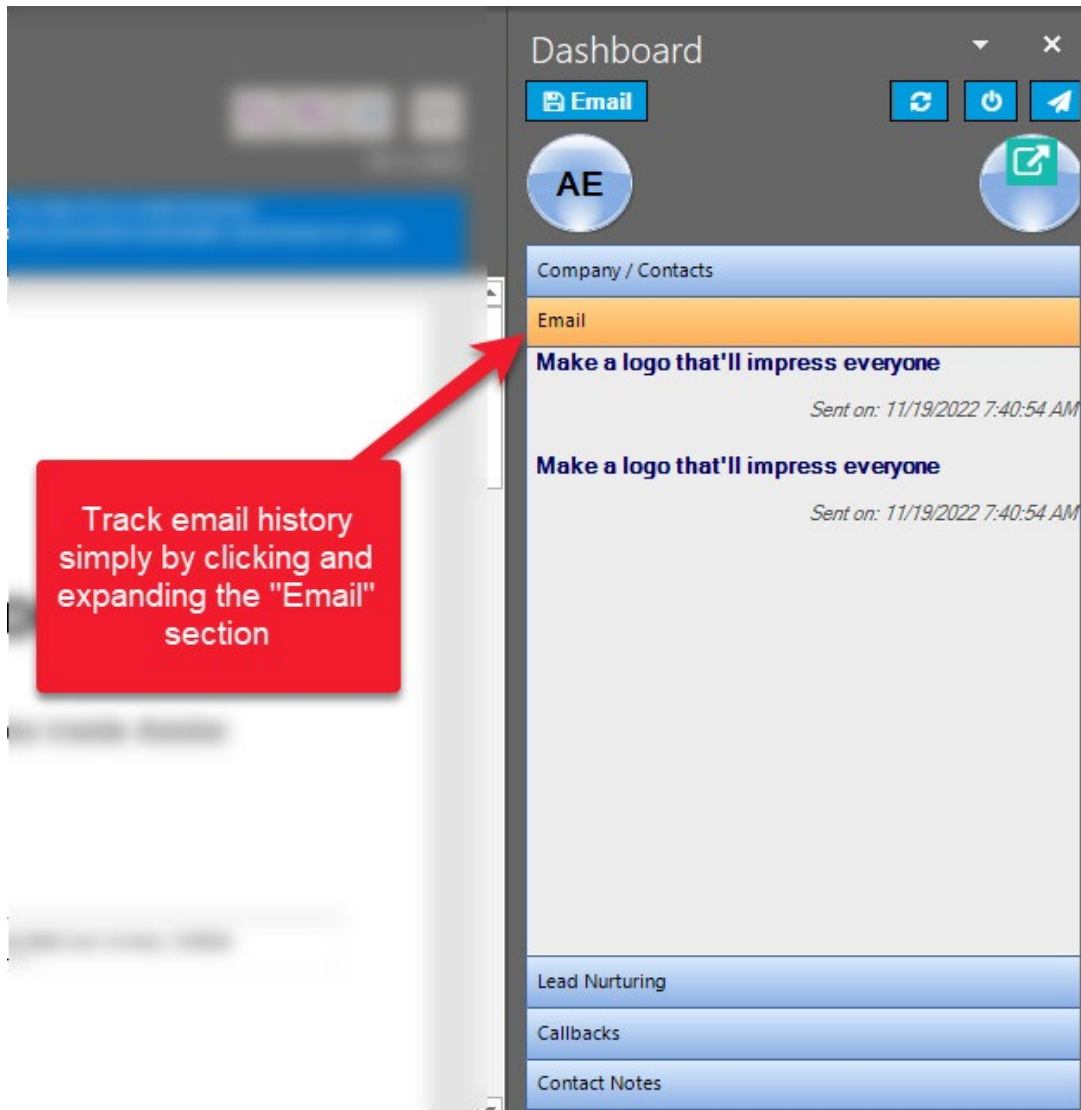 Dashboard
Email
AE
Company / Contacts
Email
Make a logo that'll impress everyone
Sent on: 11/19/2022 7:40:54 AM
Make a logo that'll impress everyone
Sent on: 11/19/2022 7:40:54 AM
Track email history
simply by clicking and
expanding the "Email"
section
Lead Nurturing
Callbacks
Contact Notes